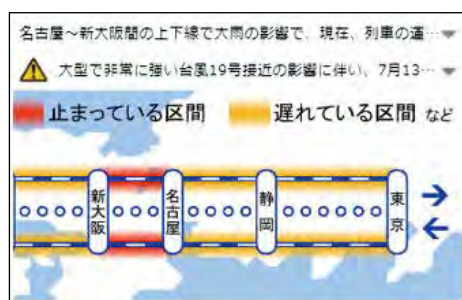 名古屋～新大阪間の上下線で大雨の影響で、現在、列車の運…
大型で非常に強い台風19号接近の影響に伴い、7月13…
止まっている区間 遅れている区間 など
新大阪 名古屋 静岡 東京